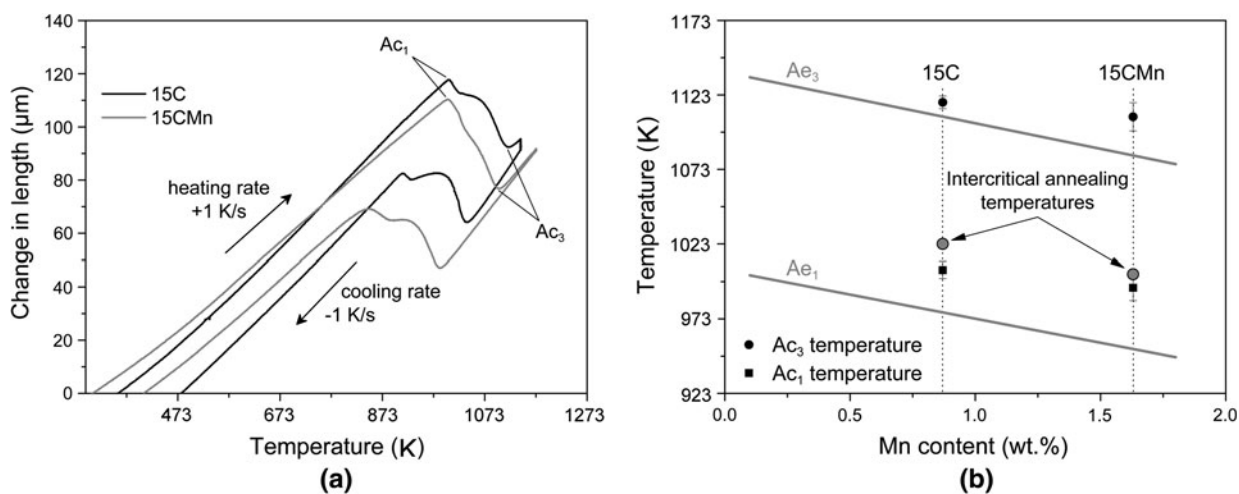 140
120
100
80
60
40
20
0
Change in length (µm)
15C
15CMn
Ac₁
Ac₃
heating rate
+1 K/s
cooling rate
-1 K/s
473 673 873 1073 1273
Temperature (K)
(a)
1173
1123
1073
1023
973
923
Temperature (K)
15C 15CMn
Ae₃
Intercritical annealing
temperatures
Ae₁
Ac₃ temperature
Ac₁ temperature
0.0 0.5 1.0 1.5 2.0
Mn content (wt.%)
(b)